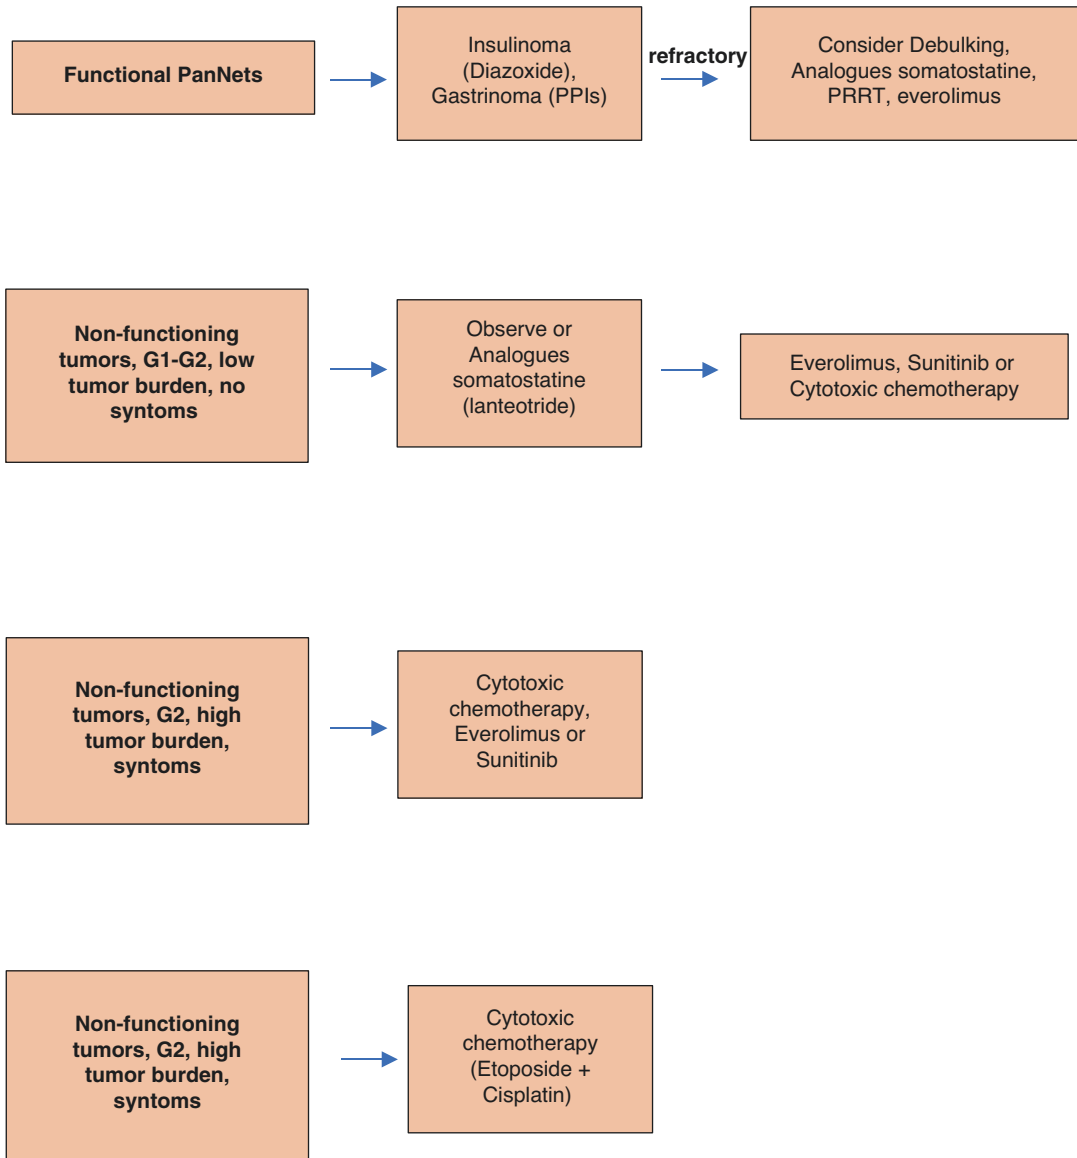 Functional PanNets
Insulinoma
(Diazoxide),
Gastrinoma (PPIs)
refractory
Consider Debulking,
Analogues somatostatine,
PRRT, everolimus
Non-functioning
tumors, G1-G2, low
tumor burden, no
syntoms
Observe or
Analogues
somatostatine
(lanteotride)
Everolimus, Sunitinib or
Cytotoxic chemotherapy
Non-functioning
tumors, G2, high
tumor burden,
syntoms
Cytotoxic
chemotherapy,
Everolimus or
Sunitinib
Non-functioning
tumors, G2, high
tumor burden,
syntoms
Cytotoxic
chemotherapy
(Etoposide +
Cisplatin)